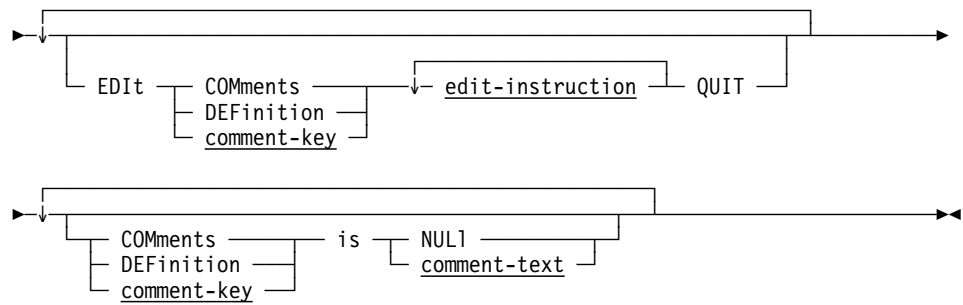 EDIt COMments edit-instruction QUIT
DEFinition
comment-key
COMments is NULl
DEFinition comment-text
comment-key